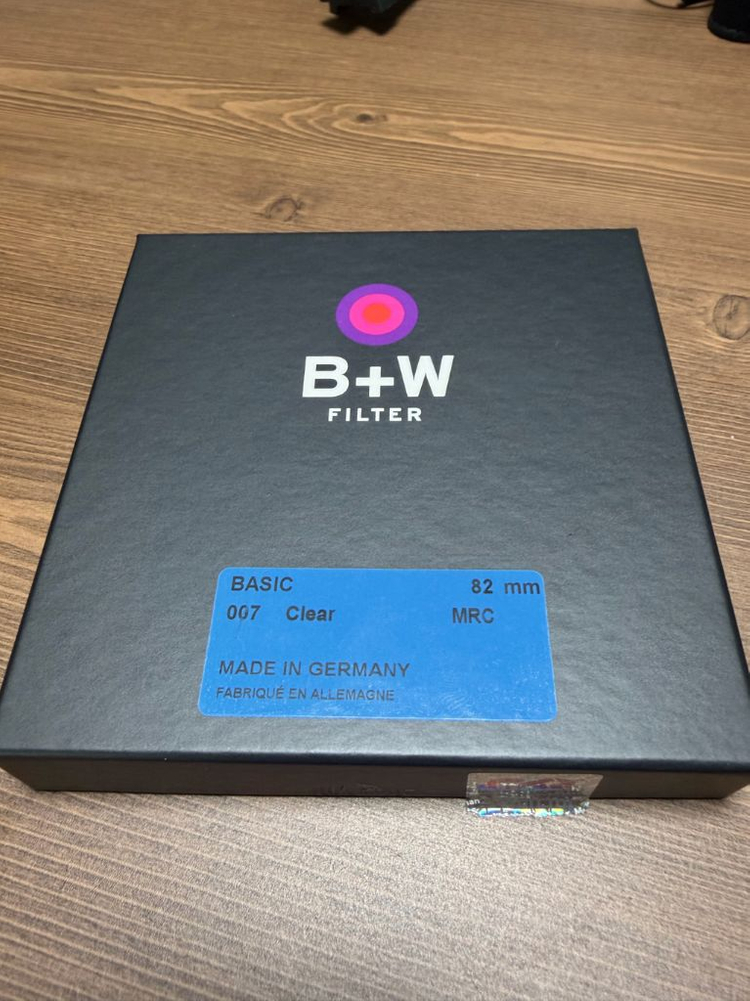 B+W
FILTER
BASIC 82 mm
007 Clear MRC
MADE IN GERMANY
FABRIQUÉ EN ALLEMAGNE